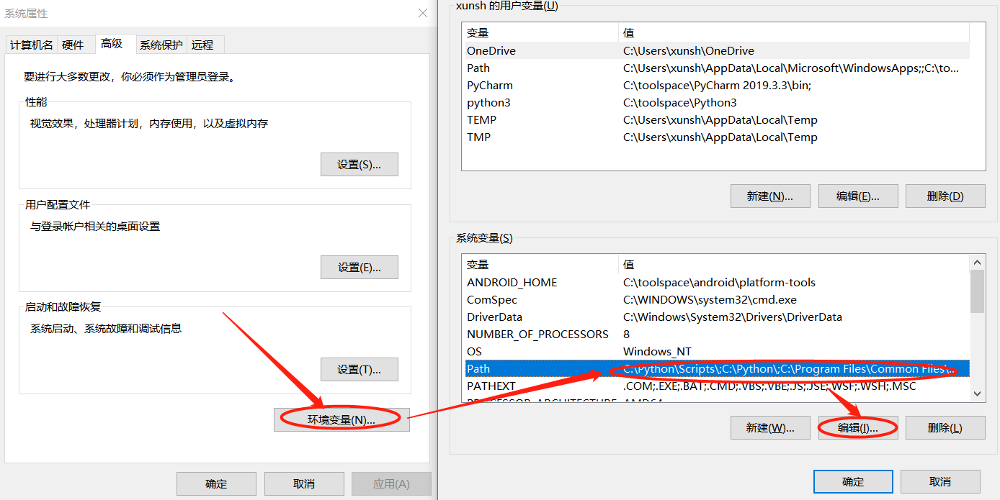 系统属性
计算机名 硬件 高级 系统保护 远程
要进行大多数更改，你必须作为管理员登录。
性能
视觉效果，处理器计划，内存使用，以及虚拟内存
设置(S)...
用户配置文件
与登录帐户相关的桌面设置
设置(E)...
启动和故障恢复
系统启动、系统故障和调试信息
设置(T)...
环境变量(N)...
确定 取消 应用(A)
xunsh 的用户变量(U)
变量 值
OneDrive C:\Users\xunsh\OneDrive
Path C:\Users\xunsh\AppData\Local\Microsoft\WindowsApps;;C:\to...
PyCharm C:\toolspace\PyCharm 2019.3.3\bin;
python3 C:\toolspace\Python3
TEMP C:\Users\xunsh\AppData\Local\Temp
TMP C:\Users\xunsh\AppData\Local\Temp
新建(N)... 编辑(E)... 删除(D)
系统变量(S)
变量 值
ANDROID_HOME C:\toolspace\android\platform-tools
ComSpec C:\WINDOWS\system32\cmd.exe
DriverData C:\Windows\System32\Drivers\DriverData
NUMBER_OF_PROCESSORS 8
OS Windows_NT
Path C:\Python\Scripts\;C:\Python\;C:\Program Files\Common Files\...
PATHEXT .COM;.EXE;.BAT;.CMD;.VBS;.VBE;.JS;.JSE;.WSF;.WSH;.MSC
PROCESSOR_ARCHITECTURE AMD64
新建(W)... 编辑(I)... 删除(L)
确定 取消